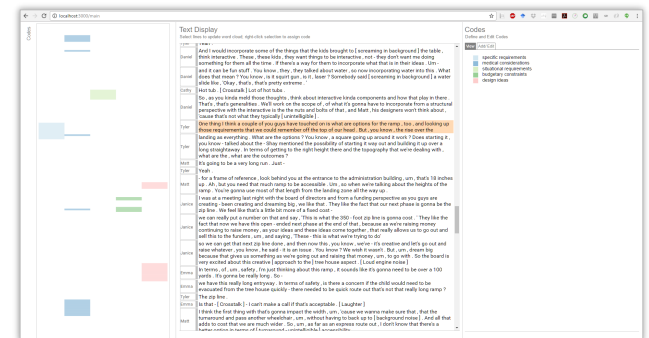 localhost:5000/main
Codes
Text Display
Select lines to update word cloud, right-click selection to assign code
Tyler Yeah .
Daniel And I would incorporate some of the things that the kids brought to [ screaming in background ] the table ,
think interactive . These , these kids , they want things to be interactive , not - they don't want me doing
something for them all the time . If there's a way for them to incorporate what that is in their ideas . Um -
Daniel and it can be fun stuff . You know , they , they talked about water , so now incorporating water into this . What
does that mean ? You know , is it squirt gun , is it , laser ? Somebody said [ screaming in background ] a water
slide like , 'Okay , that's , that's pretty extreme . '
Cathy Hot tub . [ Crosstalk ] Lot of hot tubs .
Daniel So , as you kinda meld those thoughts , think about interactive kinda components and how that play in there .
That's , that's generalities . We'll work on the scope of , of what it's gonna have to incorporate from a structural
perspective with the interactive is the the nuts and bolts of that , and Matt , his designers won't think about ,
'cause that's not what they typically [ unintelligible ] .
Tyler One thing I think a couple of you guys have touched on is what are options for the ramp , too , and looking up
those requirements that we could remember off the top of our head . But , you know , the rise over the
Tyler landing as everything . What are the options ? You know , a square going up around it work ? Does starting it ,
you know - talked about the - Shay mentioned the possibility of starting it way out and building it up over a
long straightaway . In terms of getting to the right height there and the topography that we're dealing with ,
what are the , what are the outcomes ?
Matt It's going to be a very long run . Just -
Tyler Yeah .
Matt - for a frame of reference , look behind you at the entrance to the administration building , um , that's 18 inches
up . Ah , but you need that much ramp to be accessible . Um , so when we're talking about the heights of the
ramp . You're gonna use most of that length from the landing zone all the way up .
Janice I was at a meeting last night with the board of directors and from a funding perspective as you guys are
creating - been creating and dreaming big , we like that . They like the fact that our next phase is gonna be the
zip line . We feel like that's a little bit more of a fixed-cost -
Janice we can really put a number on that and say , 'This is what the 350 - foot zip line is gonna cost . ' They like the
fact that now we have this open - ended next phase at the end of that , because as we're raising money -
continuing to raise money , as your ideas and these ideas come together , that really allows us to go out and
sell this to the funders , um , and saying , 'These - this is what we're trying to do'
Janice so we can get that next zip line done , and then now this , you know , we've - it's creative and let's go out and
raise whatever , you know , he said - it is an issue . You know ? We wish it wasn't . But , um , dream big
because that gives us something as we're going out and raising that money , um , to go with . So the board is
very excited about this creative [ approach to the ] tree house aspect . [ Loud engine noise ]
Emma In terms , of , um , safety , I'm just thinking about this ramp , it sounds like it's gonna need to be over a 100
yards . It's gonna be really long . So -
Emma we have this really long entryway . In terms of safety , is there a concern if the child would need to be
evacuated from the tree house quickly - there needed to be quick route out that's not that really long ramp ?
Tyler The zip line .
Emma Is that - [ Crosstalk ] - I can't make a call if that's acceptable . [ Laughter ]
Matt I think the first thing with that's gonna impact the width , um , 'cause we wanna make sure that , that the
turnaround and pass another wheelchair , um , without having to back up to [ background noise ] . And all that
adds to cost that we are much wider . So , um , as far as an express route out , I don't know that there's a
better option in terms of [ turnaround - unintelligible ] accessibility
Codes
Define and Edit Codes
View Add/Edit
specific requirements
medical considerations
situational requirements
budgetary constraints
design ideas